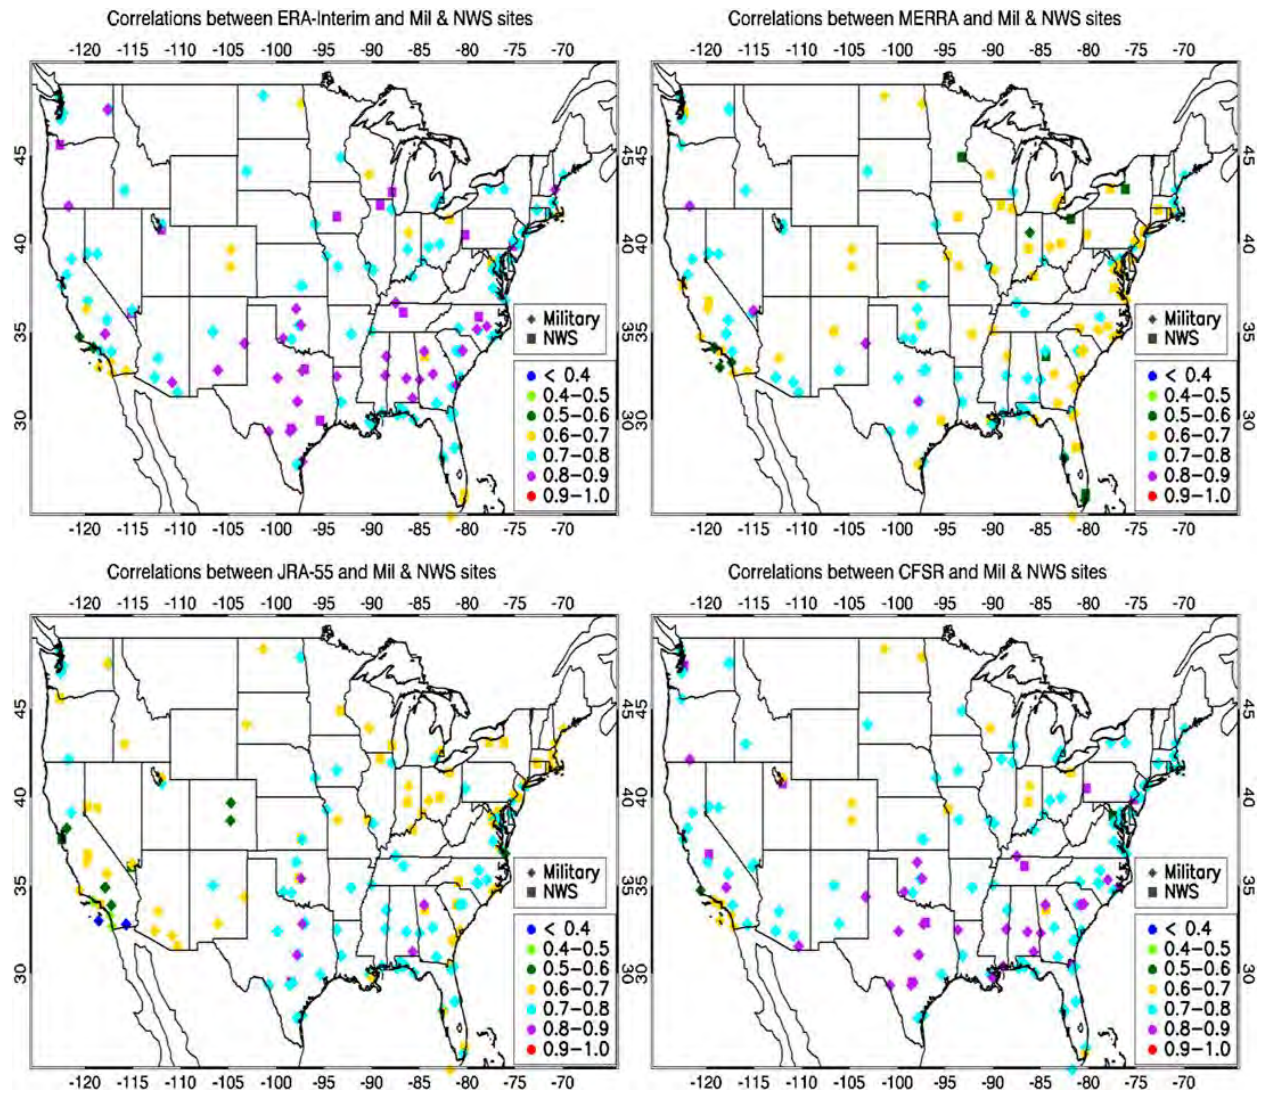 Correlations between ERA-Interim and Mil & NWS sites
-120 -115 -110 -105 -100 -95 -90 -85 -80 -75 -70
45 45
40 40
35 35
30 30
Military
NWS
< 0.4
0.4-0.5
0.5-0.6
0.6-0.7
0.7-0.8
0.8-0.9
0.9-1.0
-120 -115 -110 -105 -100 -95 -90 -85 -80 -75 -70
Correlations between MERRA and Mil & NWS sites
-120 -115 -110 -105 -100 -95 -90 -85 -80 -75 -70
45
40
35
30
Military
NWS
< 0.4
0.4-0.5
0.5-0.6
0.6-0.7
0.7-0.8
0.8-0.9
0.9-1.0
-120 -115 -110 -105 -100 -95 -90 -85 -80 -75 -70
Correlations between JRA-55 and Mil & NWS sites
-120 -115 -110 -105 -100 -95 -90 -85 -80 -75 -70
45 45
40 40
35 35
30 30
Military
NWS
< 0.4
0.4-0.5
0.5-0.6
0.6-0.7
0.7-0.8
0.8-0.9
0.9-1.0
-120 -115 -110 -105 -100 -95 -90 -85 -80 -75 -70
Correlations between CFSR and Mil & NWS sites
-120 -115 -110 -105 -100 -95 -90 -85 -80 -75 -70
45
40
35
30
Military
NWS
< 0.4
0.4-0.5
0.5-0.6
0.6-0.7
0.7-0.8
0.8-0.9
0.9-1.0
-120 -115 -110 -105 -100 -95 -90 -85 -80 -75 -70